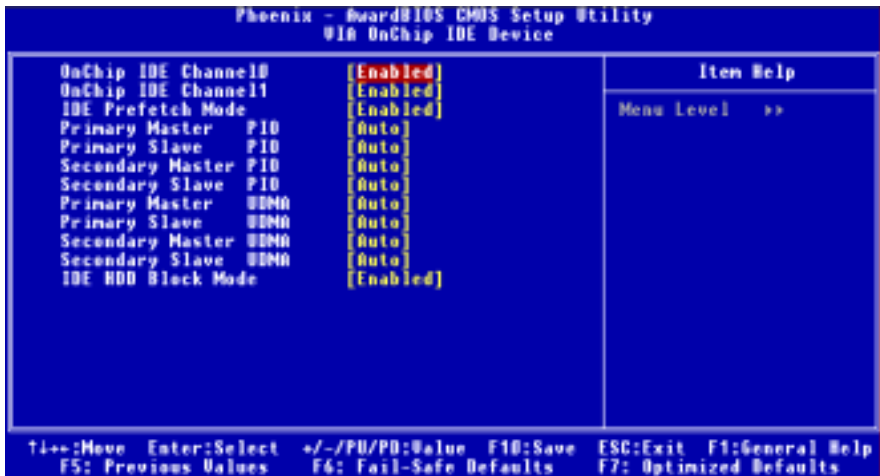 Phoenix - AwardBIOS CMOS Setup Utility
VIA OnChip IDE Device
OnChip IDE Channel0 [Enabled]
OnChip IDE Channel1 [Enabled]
IDE Prefetch Mode [Enabled]
Primary Master PIO [Auto]
Primary Slave PIO [Auto]
Secondary Master PIO [Auto]
Secondary Slave PIO [Auto]
Primary Master UDMA [Auto]
Primary Slave UDMA [Auto]
Secondary Master UDMA [Auto]
Secondary Slave UDMA [Auto]
IDE HDD Block Mode [Enabled]
Item Help
Menu Level ►►
↑↓→←:Move Enter:Select +/-/PU/PD:Value F10:Save ESC:Exit F1:General Help
F5: Previous Values F6: Fail-Safe Defaults F7: Optimized Defaults